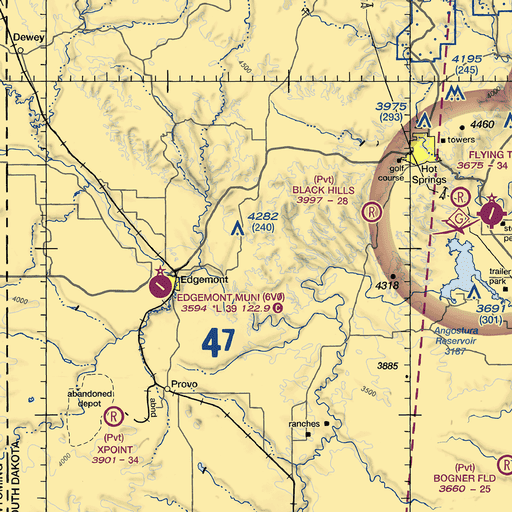 Dewey
4195
(245)
3975
(293)
4000
4460
towers
golf
course
Hot
Springs
FLYING T
3675 - 34
R
(Pvt)
BLACK HILLS
3997 - 28
R
G
4282
(240)
Edgemont
EDGEMONT MUNI (6V0)
3594 *L 39 122.9 C
4318
trailer
park
3691
(301)
Angostura
Reservoir
3187
47
3885
3500
Provo
abandoned
depot
R
(Pvt)
XPOINT
3901 - 34
4000
ranches
(Pvt)
BOGNER FLD
3660 - 25
R
SOUTH DAKOTA